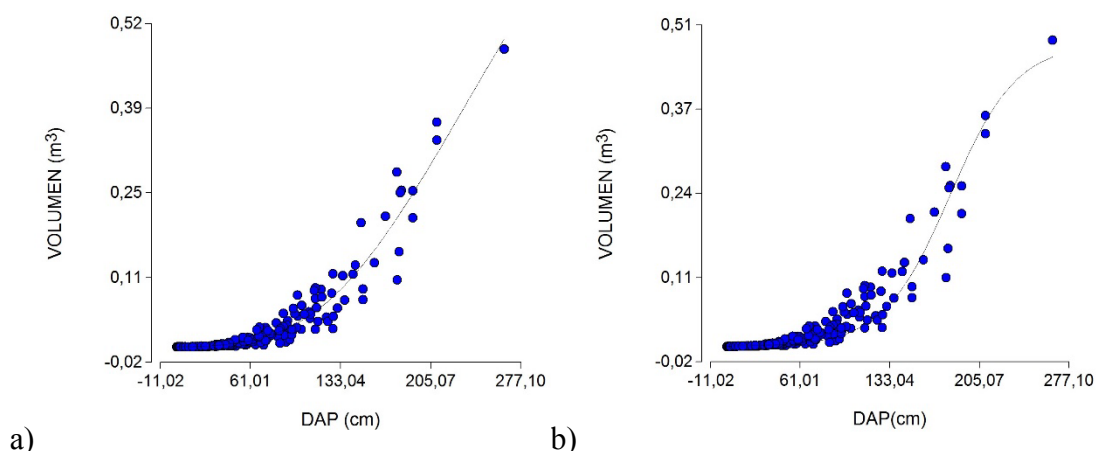 0,52
0,39
0,25
0,11
-0,02
VOLUMEN (m³)
-11,02 61,01 133,04 205,07 277,10
DAP (cm)
a)
0,51
0,37
0,24
0,11
-0,02
VOLUMEN (m³)
-11,02 61,01 133,04 205,07 277,10
DAP(cm)
b)